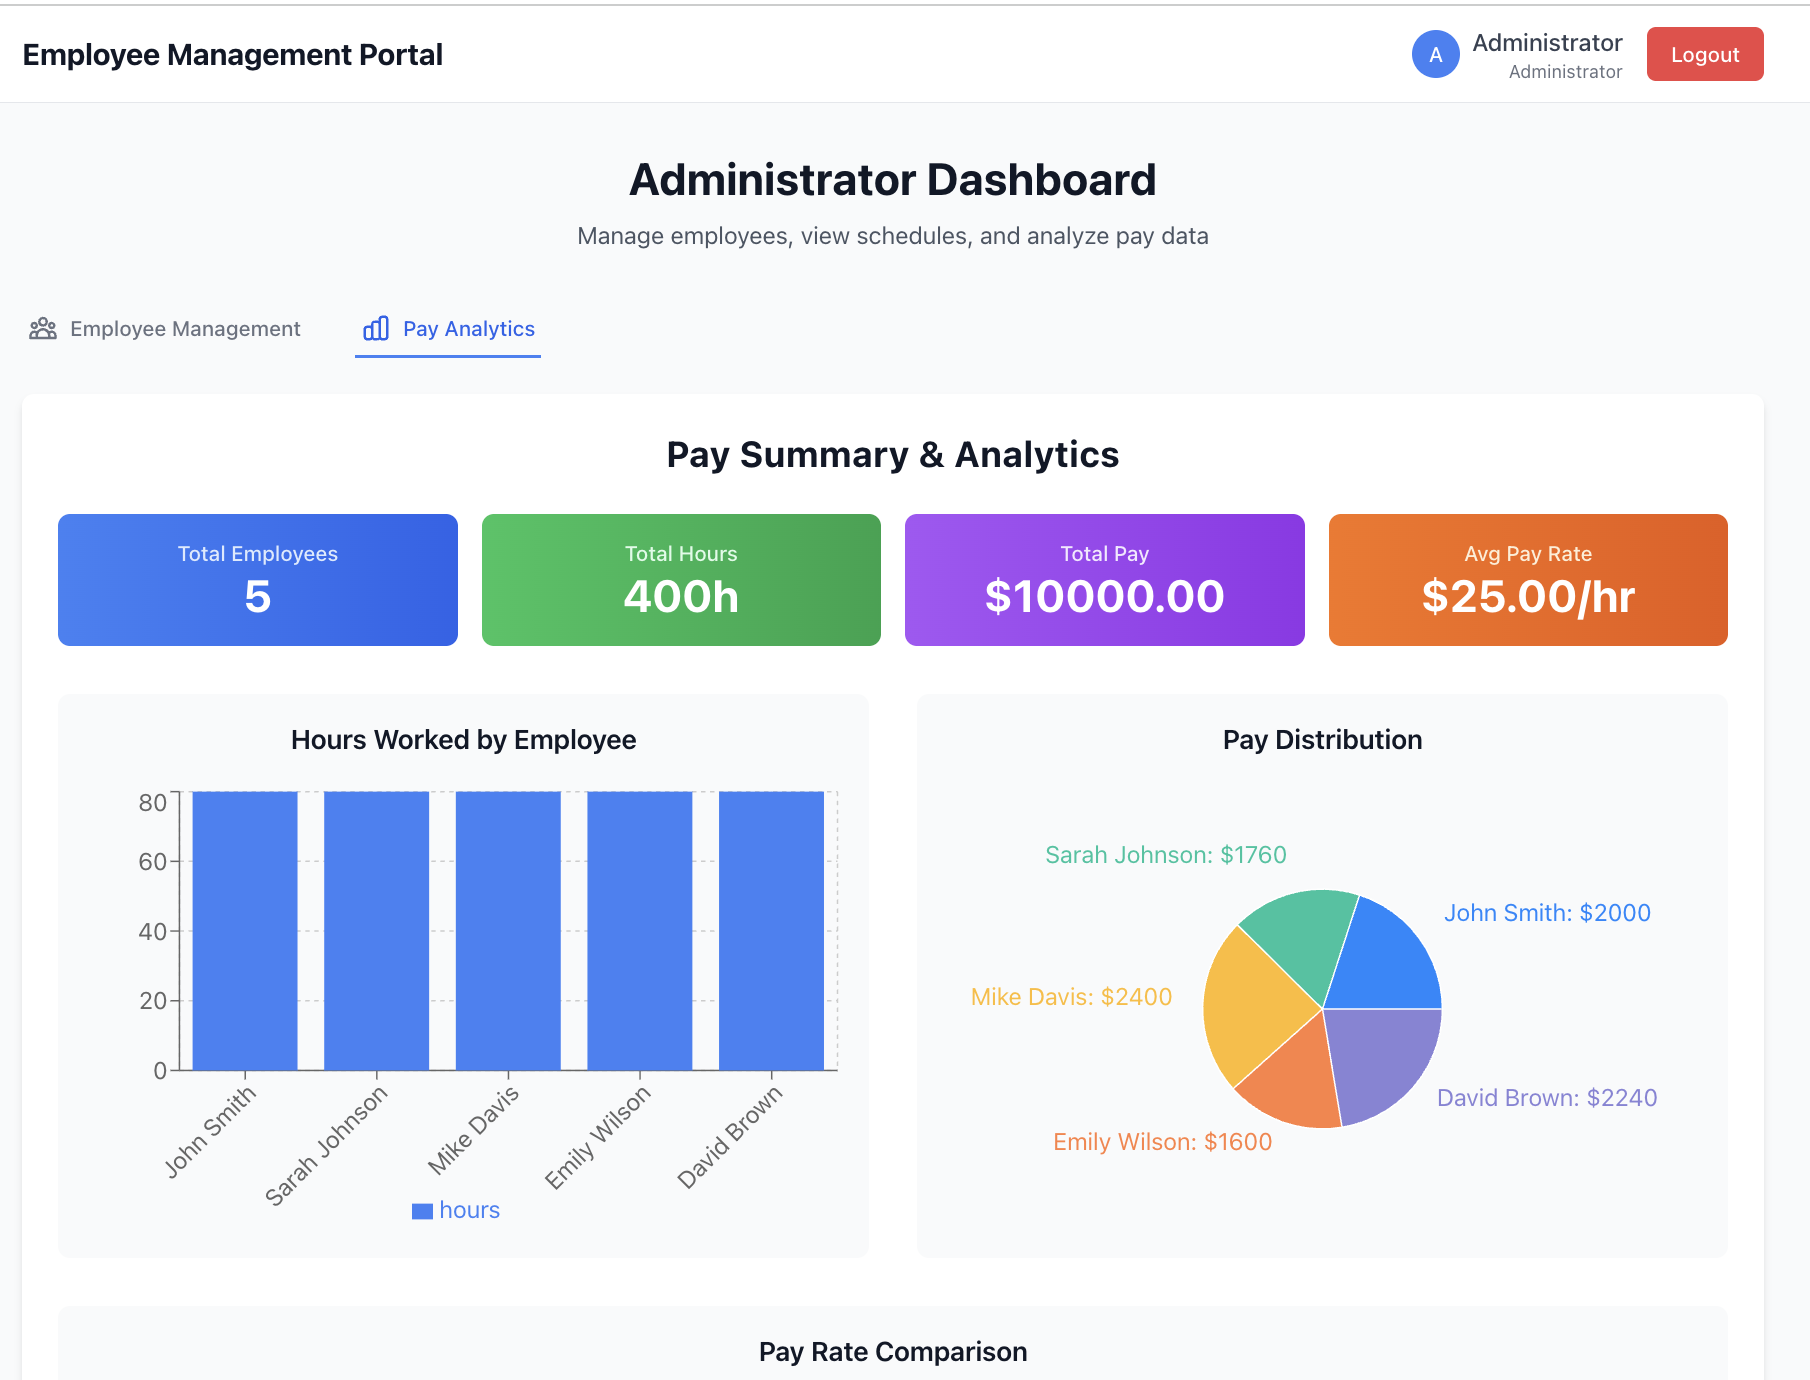 Employee Management Portal
A
Administrator
Administrator
Logout
Administrator Dashboard
Manage employees, view schedules, and analyze pay data
Employee Management
Pay Analytics
Pay Summary & Analytics
Total Employees
5
Total Hours
400h
Total Pay
$10000.00
Avg Pay Rate
$25.00/hr
Hours Worked by Employee
80
60
40
20
0
John Smith
Sarah Johnson
Mike Davis
Emily Wilson
David Brown
hours
Pay Distribution
Sarah Johnson: $1760
John Smith: $2000
Mike Davis: $2400
David Brown: $2240
Emily Wilson: $1600
Pay Rate Comparison